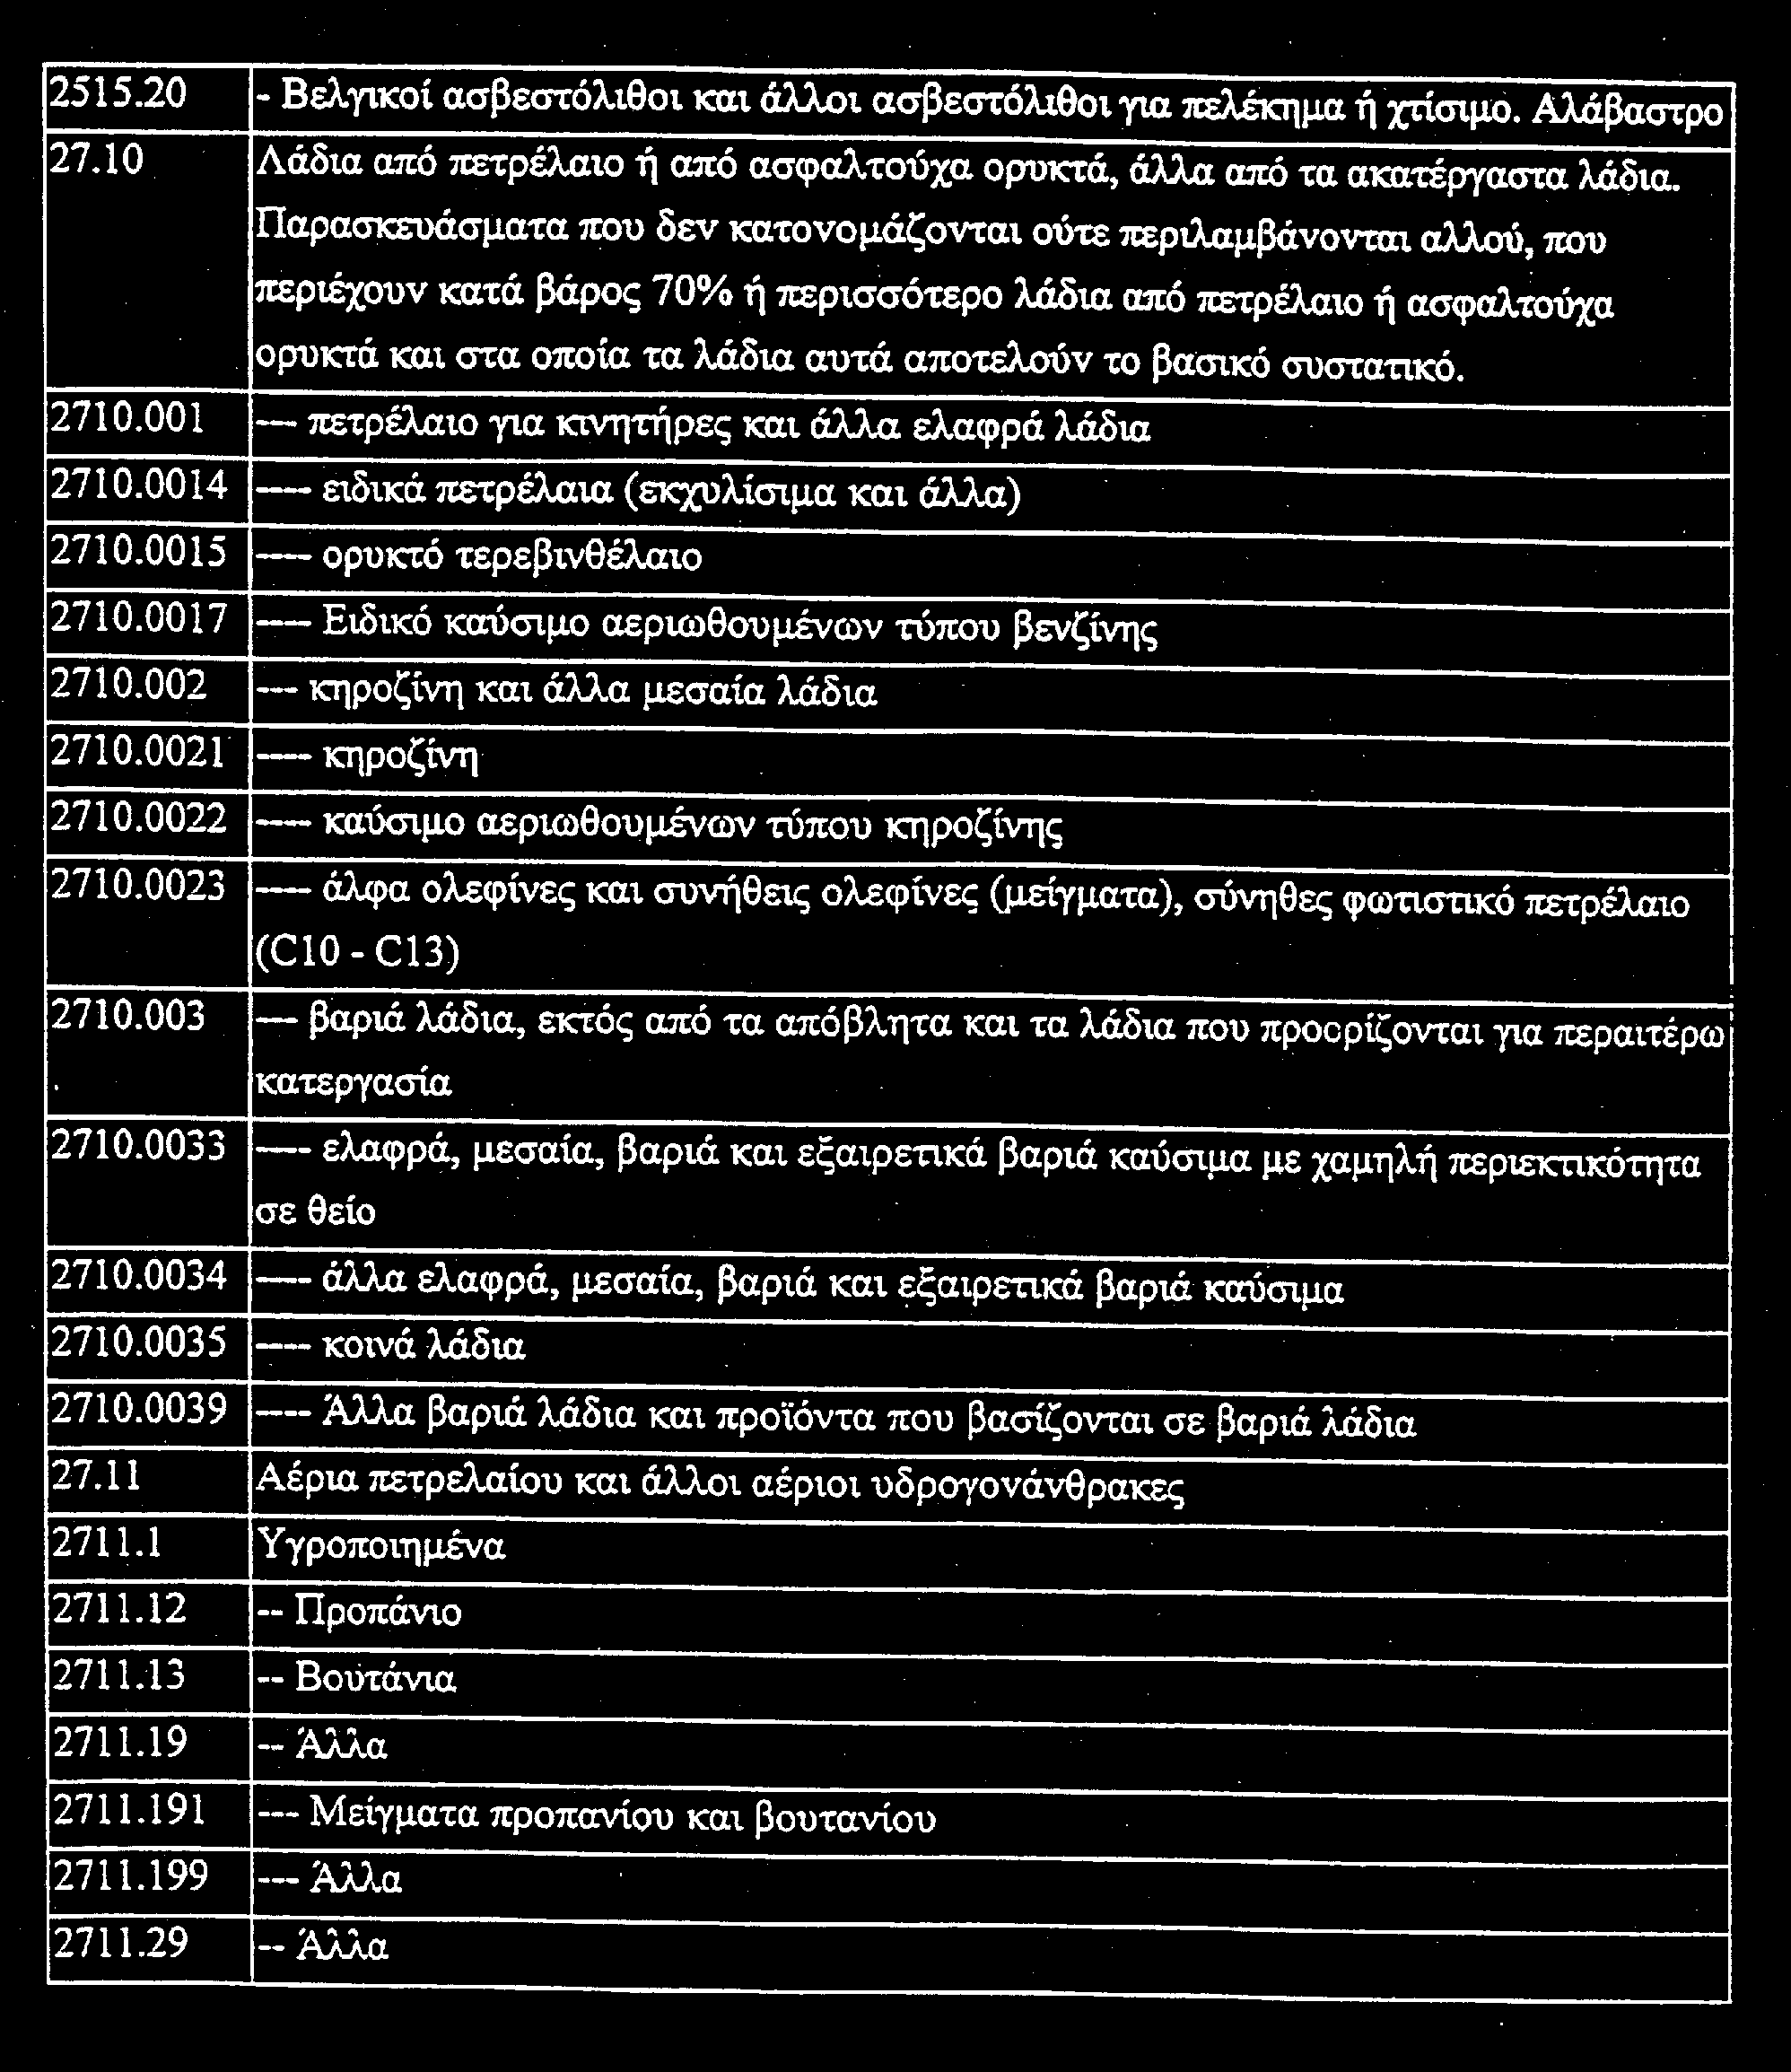 2515.20 - Βελγικοί ασβεστόλιθοι και άλλοι ασβεστόλιθοι για πελέκημα ή χτίσιμο. Αλάβαστρο
27.10 Λάδια από πετρέλαιο ή από ασφαλτούχα ορυκτά, άλλα από τα ακατέργαστα λάδια.
Παρασκευάσματα που δεν κατονομάζονται ούτε περιλαμβάνονται αλλού, που
περιέχουν κατά βάρος 70% ή περισσότερο λάδια από πετρέλαιο ή ασφαλτούχα
ορυκτά και στα οποία τα λάδια αυτά αποτελούν το βασικό συστατικό.
2710.001 --- πετρέλαιο για κινητήρες και άλλα ελαφρά λάδια
2710.0014 ---- ειδικά πετρέλαια (εκχυλίσιμα και άλλα)
2710.0015 ---- ορυκτό τερεβινθέλαιο
2710.0017 ---- Ειδικό καύσιμο αεριωθουμένων τύπου βενζίνης
2710.002 --- κηροζίνη και άλλα μεσαία λάδια
2710.0021 ---- κηροζίνη
2710.0022 ---- καύσιμο αεριωθουμένων τύπου κηροζίνης
2710.0023 ---- άλφα ολεφίνες και συνήθεις ολεφίνες (μείγματα), σύνηθες φωτιστικό πετρέλαιο
(C10 - C13)
2710.003 --- βαριά λάδια, εκτός από τα απόβλητα και τα λάδια που προορίζονται για περαιτέρω
κατεργασία
2710.0033 ---- ελαφρά, μεσαία, βαριά και εξαιρετικά βαριά καύσιμα με χαμηλή περιεκτικότητα
σε θείο
2710.0034 ---- άλλα ελαφρά, μεσαία, βαριά και εξαιρετικά βαριά καύσιμα
2710.0035 ---- κοινά λάδια
2710.0039 ---- Άλλα βαριά λάδια και προϊόντα που βασίζονται σε βαριά λάδια
27.11 Αέρια πετρελαίου και άλλοι αέριοι υδρογονάνθρακες
2711.1 Υγροποιημένα
2711.12 -- Προπάνιο
2711.13 -- Βουτάνια
2711.19 -- Άλλα
2711.191 --- Μείγματα προπανίου και βουτανίου
2711.199 --- Άλλα
2711.29 -- Άλλα